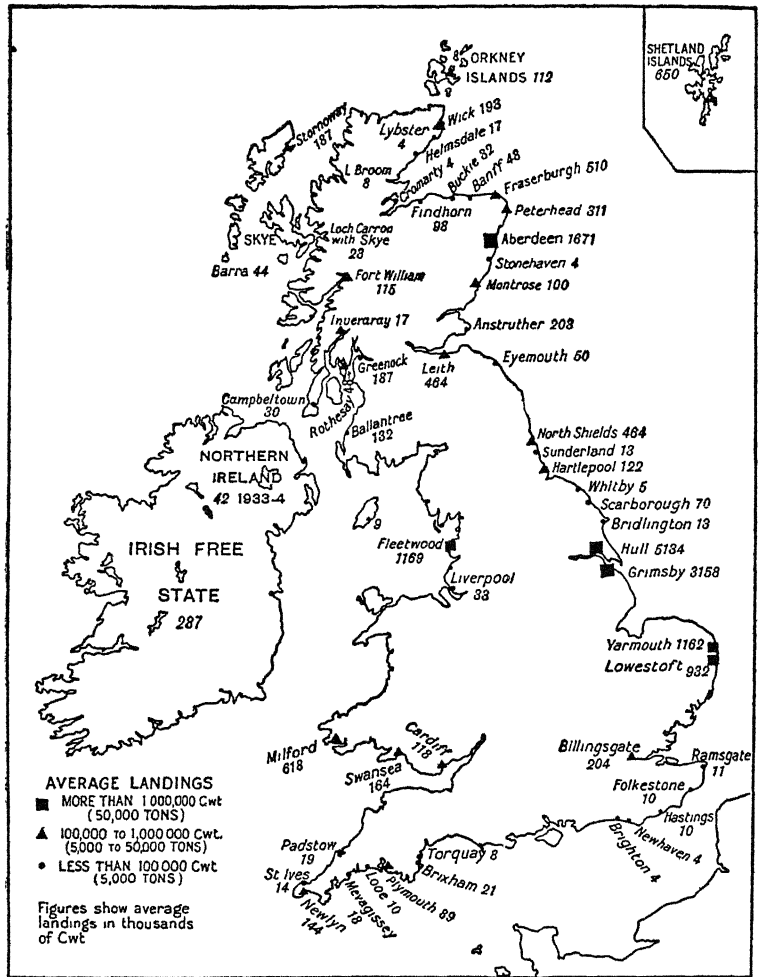 ORKNEY
ISLANDS 112
SHETLAND
ISLANDS
650
Stornoway
187
Lybster
4
Wick 193
Helmsdale 17
L Broom
8
Cromarty 4
Buckie 32
Banff 48
Fraserburgh 510
Findhorn
98
Peterhead 311
SKYE
Loch Carron
with Skye
23
Aberdeen 1671
Barra 44
Stonehaven 4
Fort William
115
Montrose 100
Inveraray 17
Anstruther 203
Greenock
187
Leith
464
Eyemouth 50
Campbeltown
30
Rothesay 48
Ballantrae
132
NORTHERN
IRELAND
42 1933-4
North Shields 464
Sunderland 13
Hartlepool 122
Whitby 5
Scarborough 70
Bridlington 13
9
IRISH FREE
STATE
287
Fleetwood
1169
Hull 5134
Grimsby 3158
Liverpool
33
Yarmouth 1162
Lowestoft 932
Milford
618
Swansea
164
Cardiff
118
Billingsgate
204
Ramsgate
11
Folkestone
10
Hastings
10
Newhaven 4
Brighton 4
Padstow
19
St Ives
14
Newlyn
144
Mevagissey
18
Looe 10
Plymouth 89
Torquay 8
Brixham 21
AVERAGE LANDINGS
MORE THAN 1 000,000 Cwt
(50,000 TONS)
100,000 TO 1,000 000 Cwt.
(5,000 TO 50,000 TONS)
LESS THAN 100 000 Cwt
(5,000 TONS)
Figures show average
landings in thousands
of Cwt